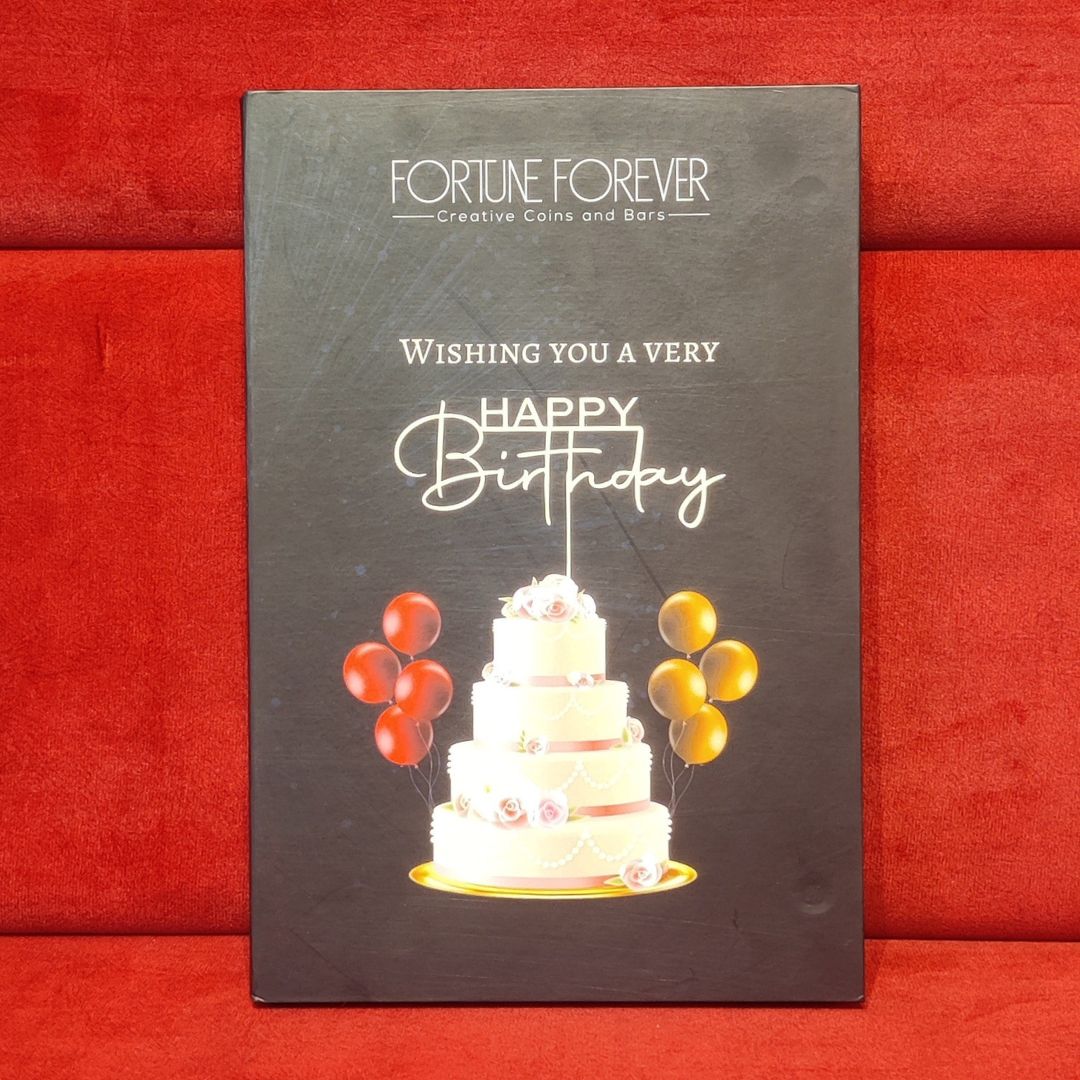 FORTUNE FOREVER
Creative Coins and Bars
WISHING YOU A VERY
HAPPY
Birthday